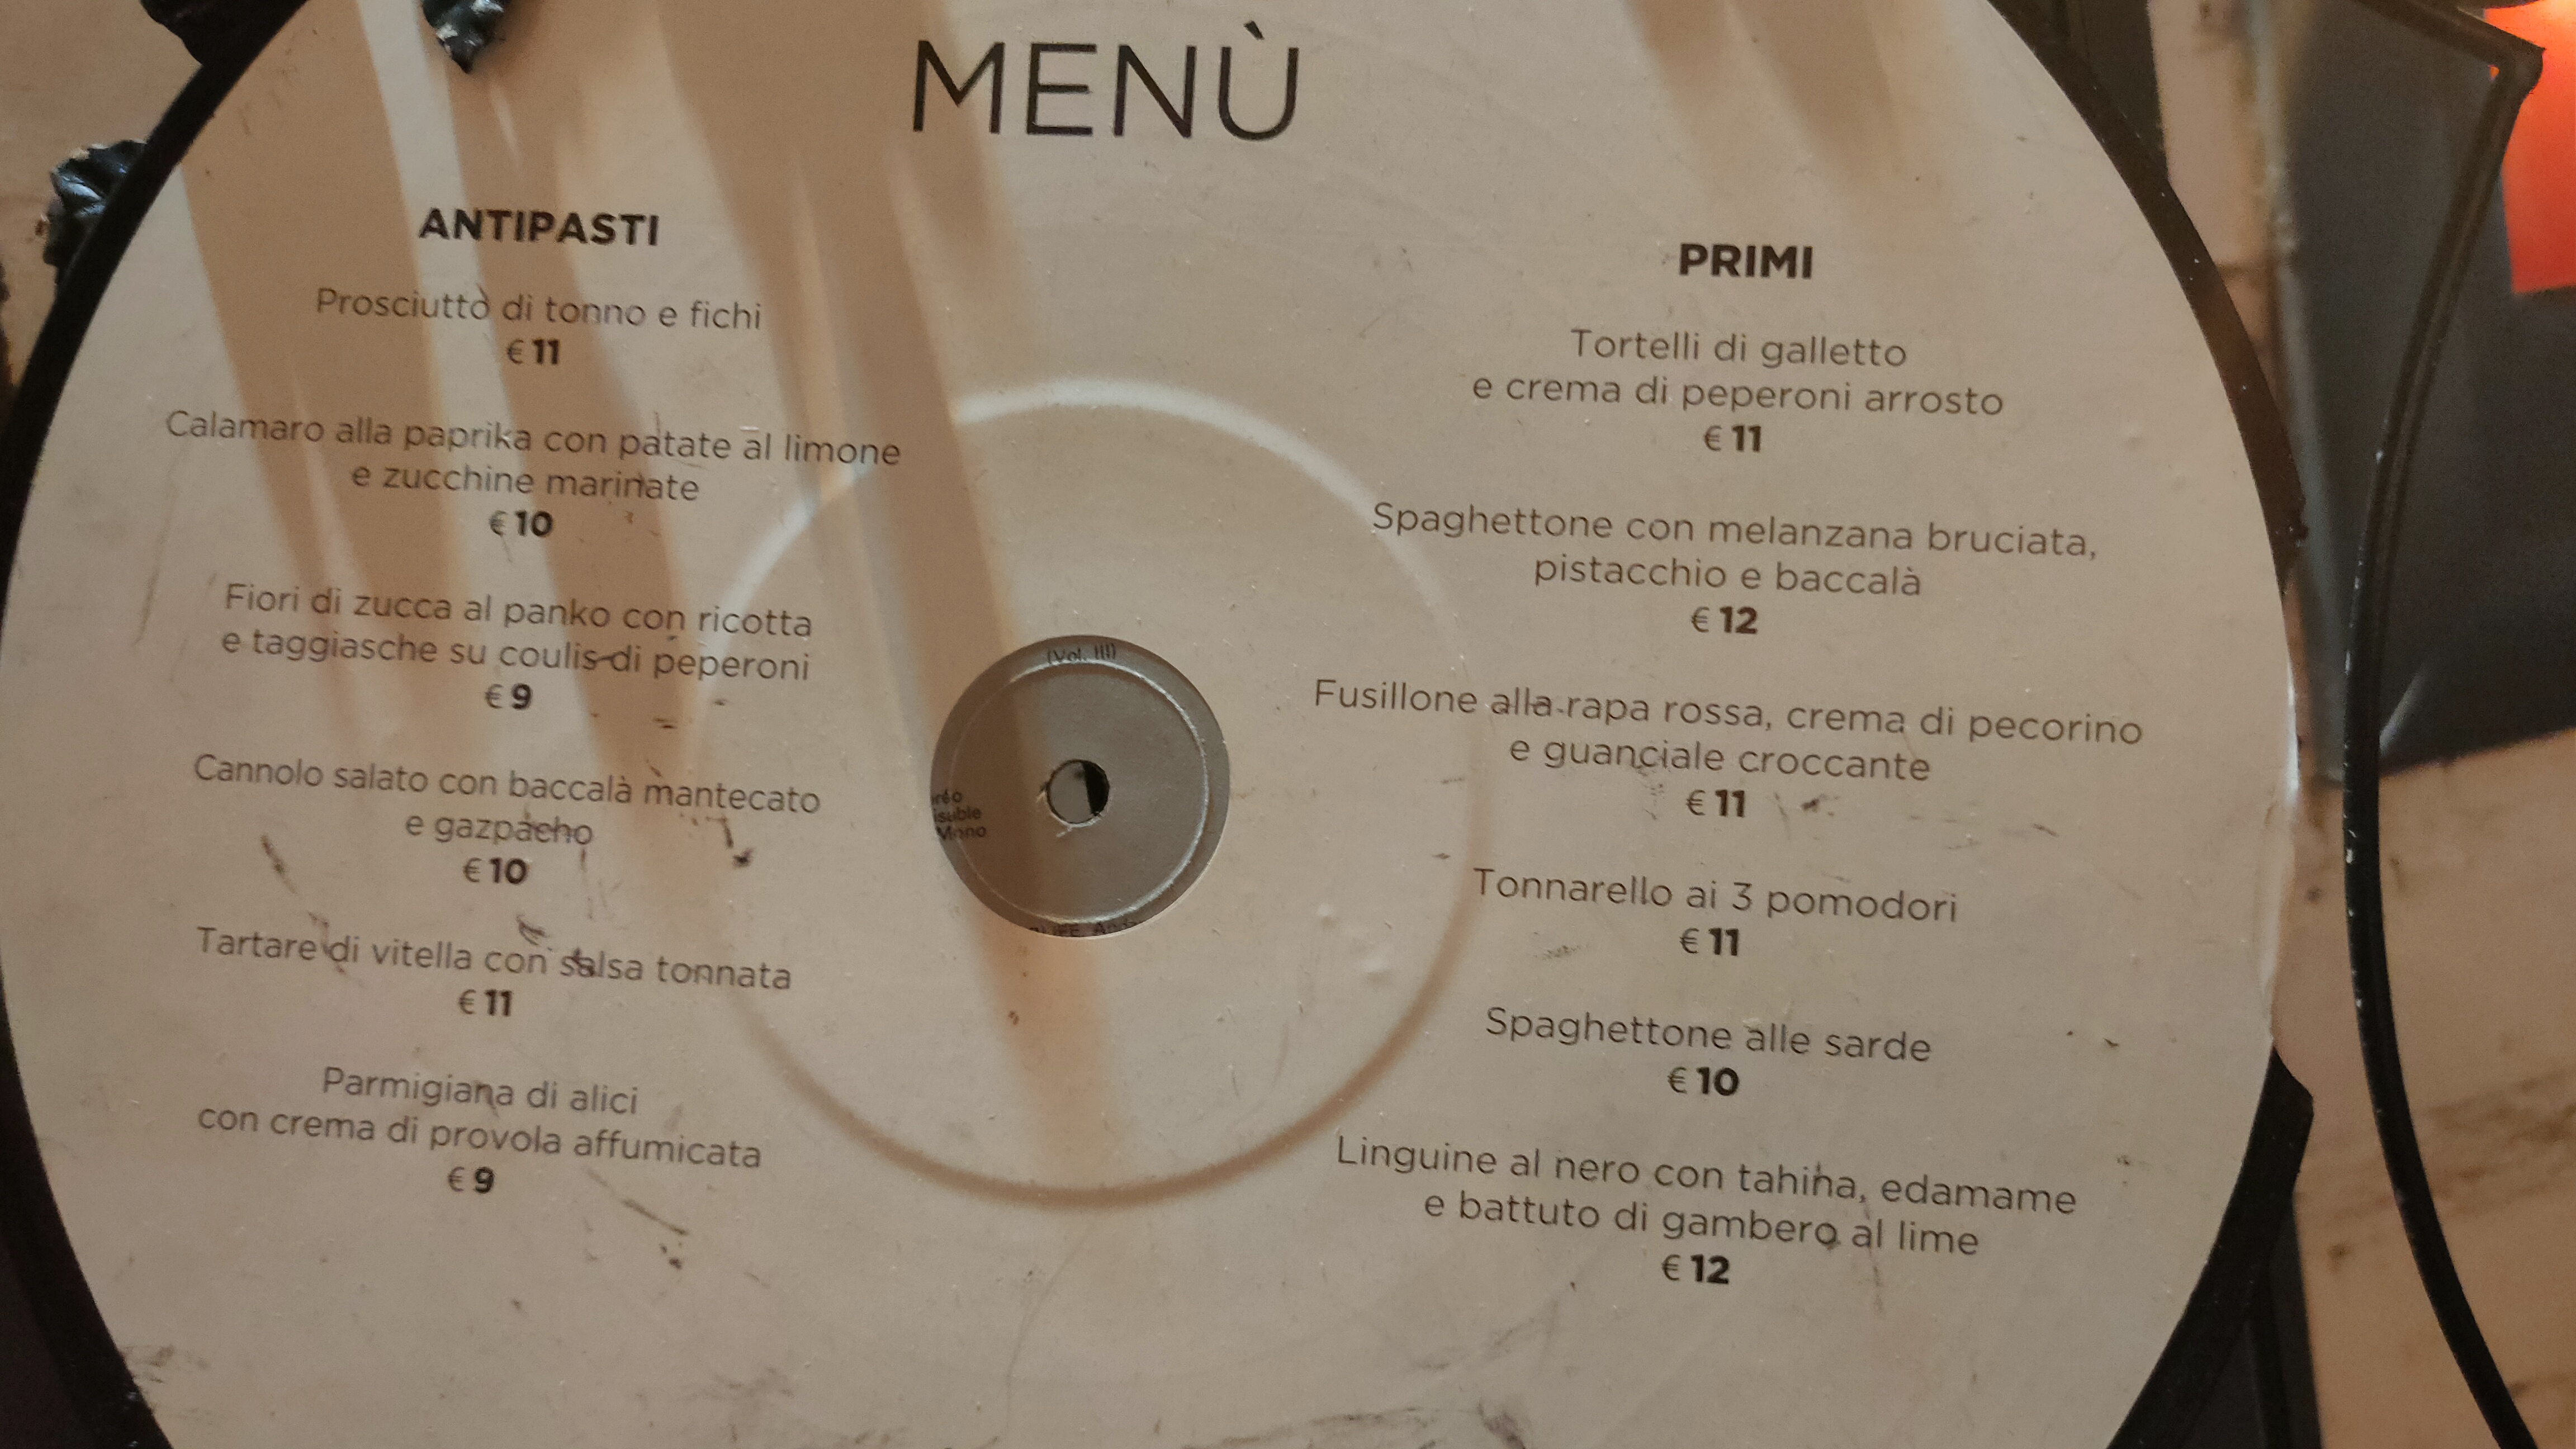 MENÙ
ANTIPASTI
Prosciutto di tonno e fichi
€ 11
Calamaro alla paprika con patate al limone
e zucchine marinate
€ 10
Fiori di zucca al panko con ricotta
e taggiasche su coulis di peperoni
€ 9
Cannolo salato con baccalà mantecato
e gazpacho
€ 10
Tartare di vitella con salsa tonnata
€ 11
Parmigiana di alici
con crema di provola affumicata
€ 9
(Vol. III)
Mono
PRIMI
Tortelli di galletto
e crema di peperoni arrosto
€ 11
Spaghettone con melanzana bruciata,
pistacchio e baccalà
€ 12
Fusillone alla rapa rossa, crema di pecorino
e guanciale croccante
€ 11
Tonnarello ai 3 pomodori
€ 11
Spaghettone alle sarde
€ 10
Linguine al nero con tahina, edamame
e battuto di gambero al lime
€ 12